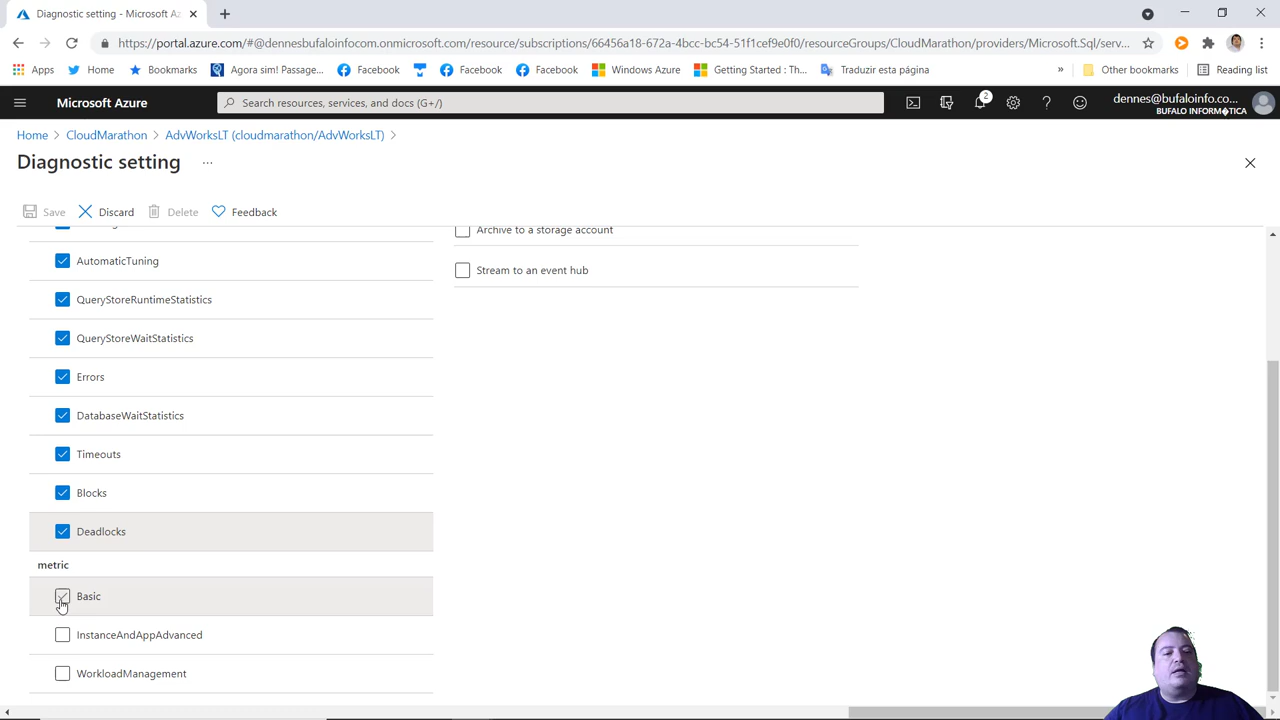 Diagnostic setting - Microsoft Az
https://portal.azure.com/#@dennesbufaloinfocom.onmicrosoft.com/resource/subscriptions/66456a18-672a-4bcc-bc54-51f1cef9e0f0/resourceGroups/CloudMarathon/providers/Microsoft.Sql/serv...
Apps Home Bookmarks Agora sim! Passage... Facebook Facebook Facebook Windows Azure Getting Started : Th... Traduzir esta página » Other bookmarks Reading list
Microsoft Azure Search resources, services, and docs (G+/) 2 dennes@bufaloinfo.co...
BUFALO INFORM�TICA
Home > CloudMarathon > AdvWorksLT (cloudmarathon/AdvWorksLT) >
Diagnostic setting ...
Save Discard Delete Feedback
Archive to a storage account
AutomaticTuning
Stream to an event hub
QueryStoreRuntimeStatistics
QueryStoreWaitStatistics
Errors
DatabaseWaitStatistics
Timeouts
Blocks
Deadlocks
metric
Basic
InstanceAndAppAdvanced
WorkloadManagement